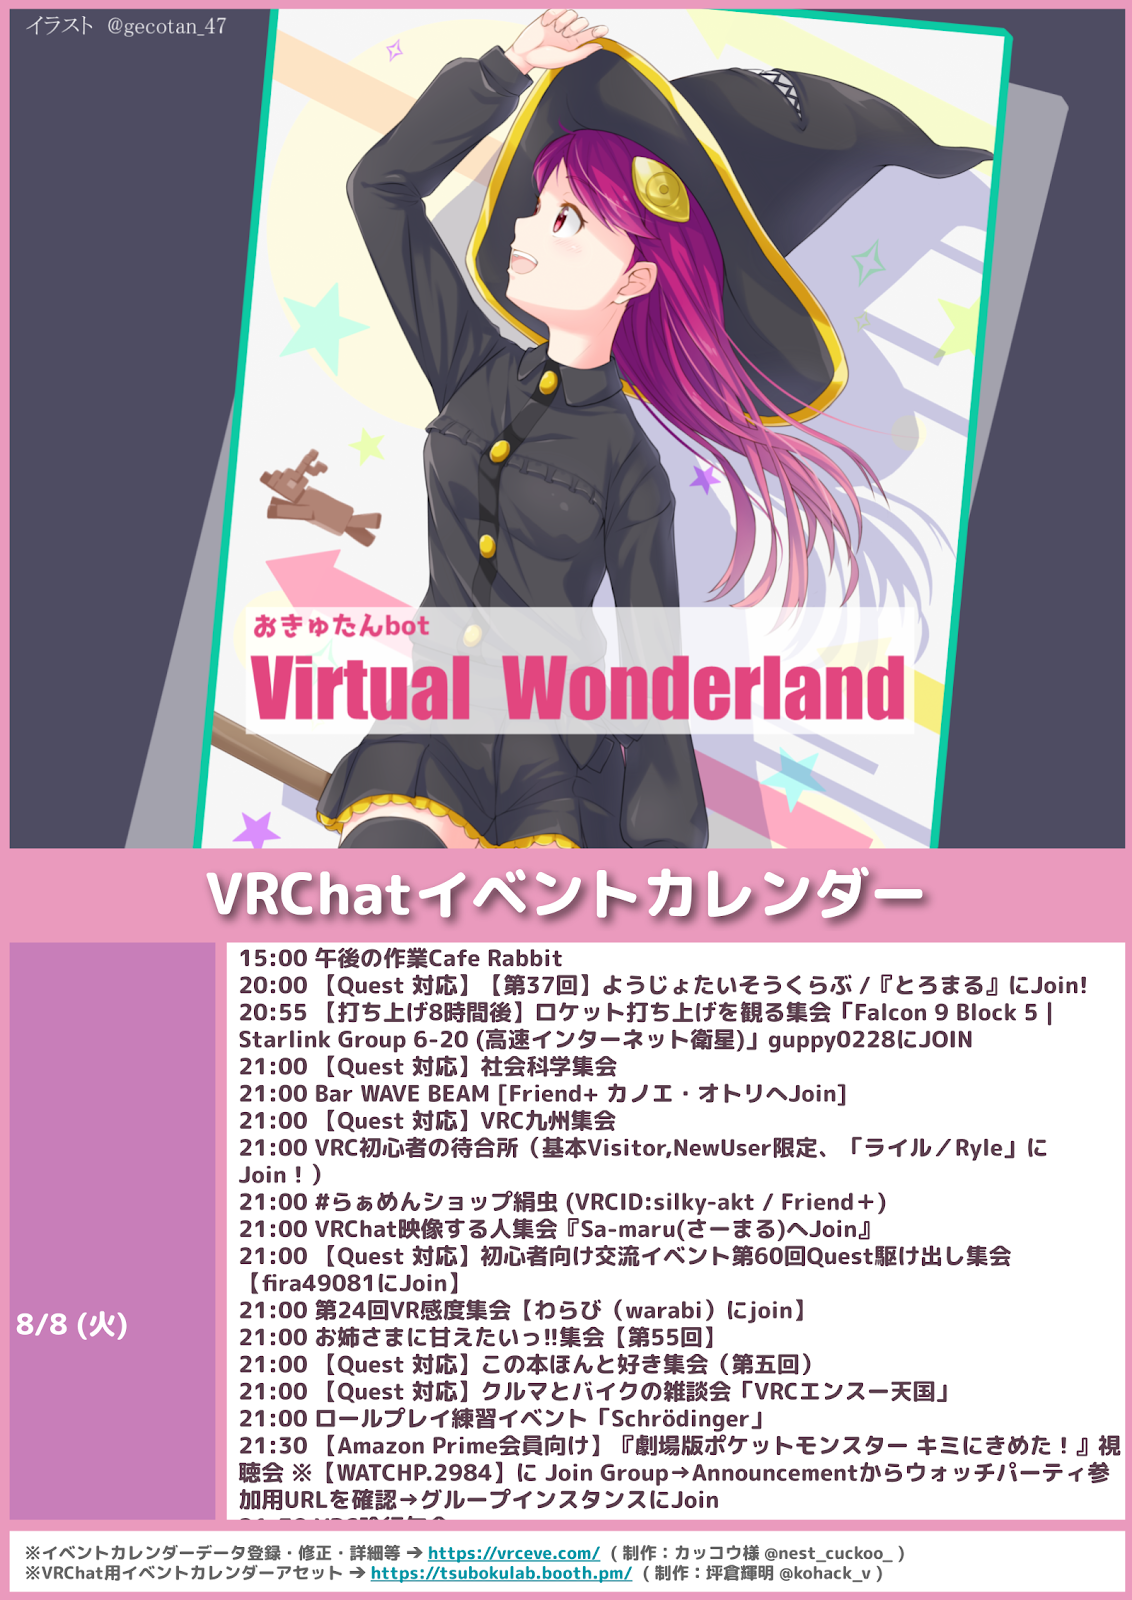 イラスト @gecotan_47
おきゅたんbot
Virtual Wonderland
VRChatイベントカレンダー
8/8 (火)
15:00 午後の作業Cafe Rabbit
20:00 【Quest 対応】【第37回】ようじょたいそうくらぶ /『とろまる』にJoin!
20:55 【打ち上げ8時間後】ロケット打ち上げを観る集会「Falcon 9 Block 5 |
Starlink Group 6-20 (高速インターネット衛星)」guppy0228にJOIN
21:00 【Quest 対応】社会科学集会
21:00 Bar WAVE BEAM [Friend+ カノエ・オトリへJoin]
21:00 【Quest 対応】VRC九州集会
21:00 VRC初心者の待合所（基本Visitor,NewUser限定、「ライル／Ryle」に
Join！）
21:00 #らぁめんショップ絹虫 (VRCID:silky-akt / Friend＋)
21:00 VRChat映像する人集会『Sa-maru(さーまる)へJoin』
21:00 【Quest 対応】初心者向け交流イベント第60回Quest駆け出し集会
【fira49081にJoin】
21:00 第24回VR感度集会【わらび（warabi）にjoin】
21:00 お姉さまに甘えたいっ!!集会【第55回】
21:00 【Quest 対応】この本ほんと好き集会（第五回）
21:00 【Quest 対応】クルマとバイクの雑談会「VRCエンスー天国」
21:00 ロールプレイ練習イベント「Schrödinger」
21:30 【Amazon Prime会員向け】『劇場版ポケットモンスター キミにきめた！』視
聴会 ※【WATCHP.2984】に Join Group→Announcementからウォッチパーティ参
加用URLを確認→グループインスタンスにJoin
※イベントカレンダーデータ登録・修正・詳細等 ➔ https://vrceve.com/ ( 制作：カッコウ様 @nest_cuckoo_ )
※VRChat用イベントカレンダーアセット ➔ https://tsubokulab.booth.pm/ ( 制作：坪倉輝明 @kohack_v )